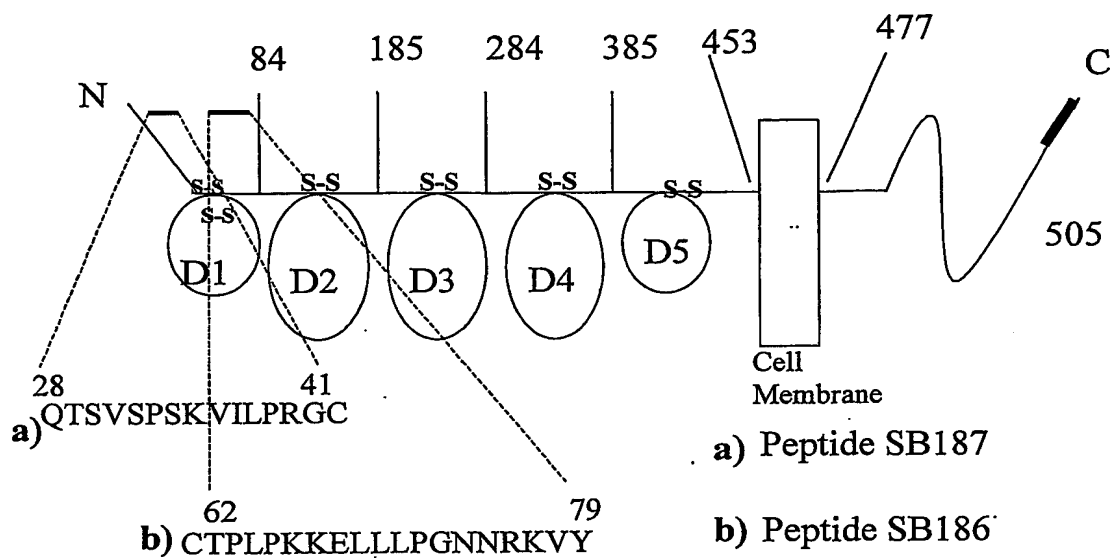 84 185 284 385 453 477
N C
S-S S-S S-S S-S S-S
S-S
D1 D2 D3 D4 D5
505
Cell
Membrane
28 41
a) QTSVSPSKVILPRGC
a) Peptide SB187
62 79
b) CTPLPKKELLLPGNNRKVY
b) Peptide SB186